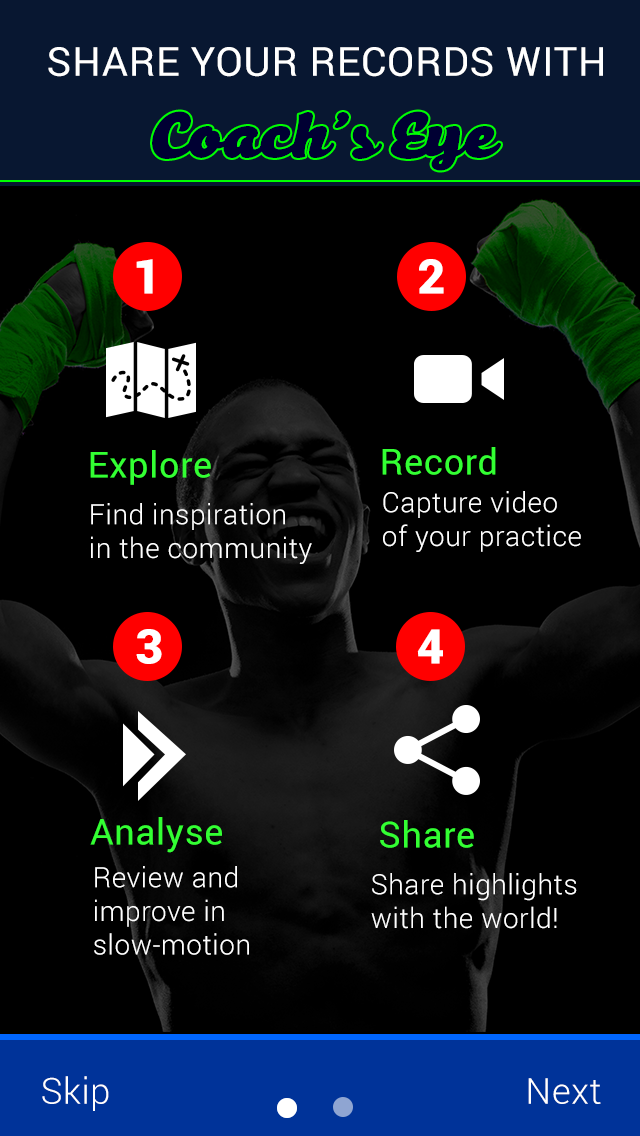 SHARE YOUR RECORDS WITH
Coach's Eye
1
2
Explore
Find inspiration
in the community
Record
Capture video
of your practice
3
4
Analyse
Review and
improve in
slow-motion
Share
Share highlights
with the world!
Skip
Next